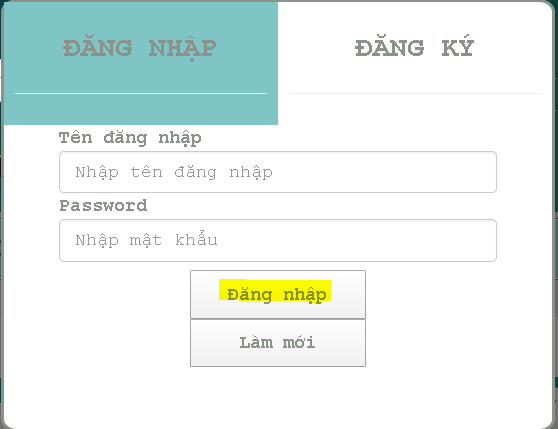 ĐĂNG NHẬP ĐĂNG KÝ
Tên đăng nhập
Nhập tên đăng nhập
Password
Nhập mật khẩu
Đăng nhập
Làm mới